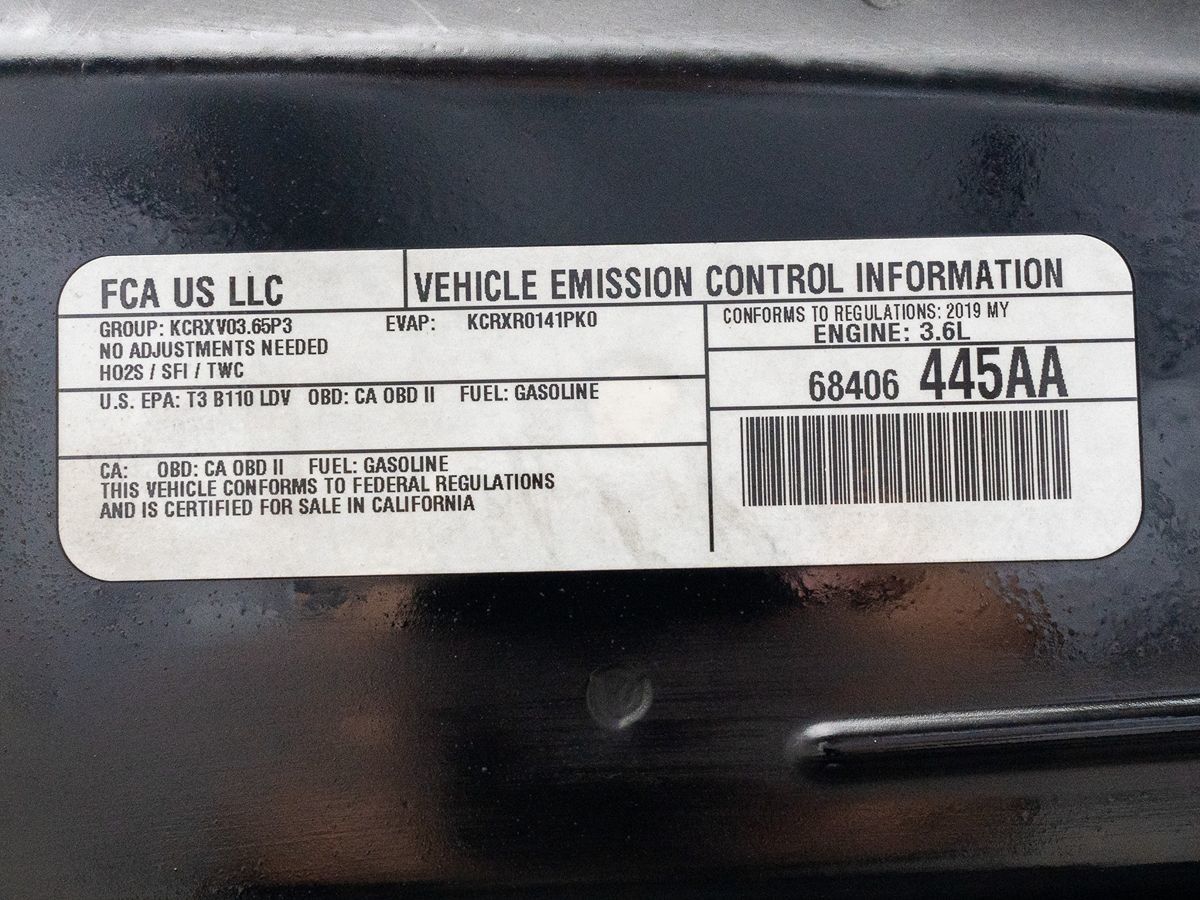 FCA US LLC
VEHICLE EMISSION CONTROL INFORMATION
GROUP: KCRXV03.65P3 EVAP: KCRXR0141PK0
NO ADJUSTMENTS NEEDED
HO2S / SFI / TWC
U.S. EPA: T3 B110 LDV OBD: CA OBD II FUEL: GASOLINE
CA: OBD: CA OBD II FUEL: GASOLINE
THIS VEHICLE CONFORMS TO FEDERAL REGULATIONS
AND IS CERTIFIED FOR SALE IN CALIFORNIA
CONFORMS TO REGULATIONS: 2019 MY
ENGINE: 3.6L
68406 445AA